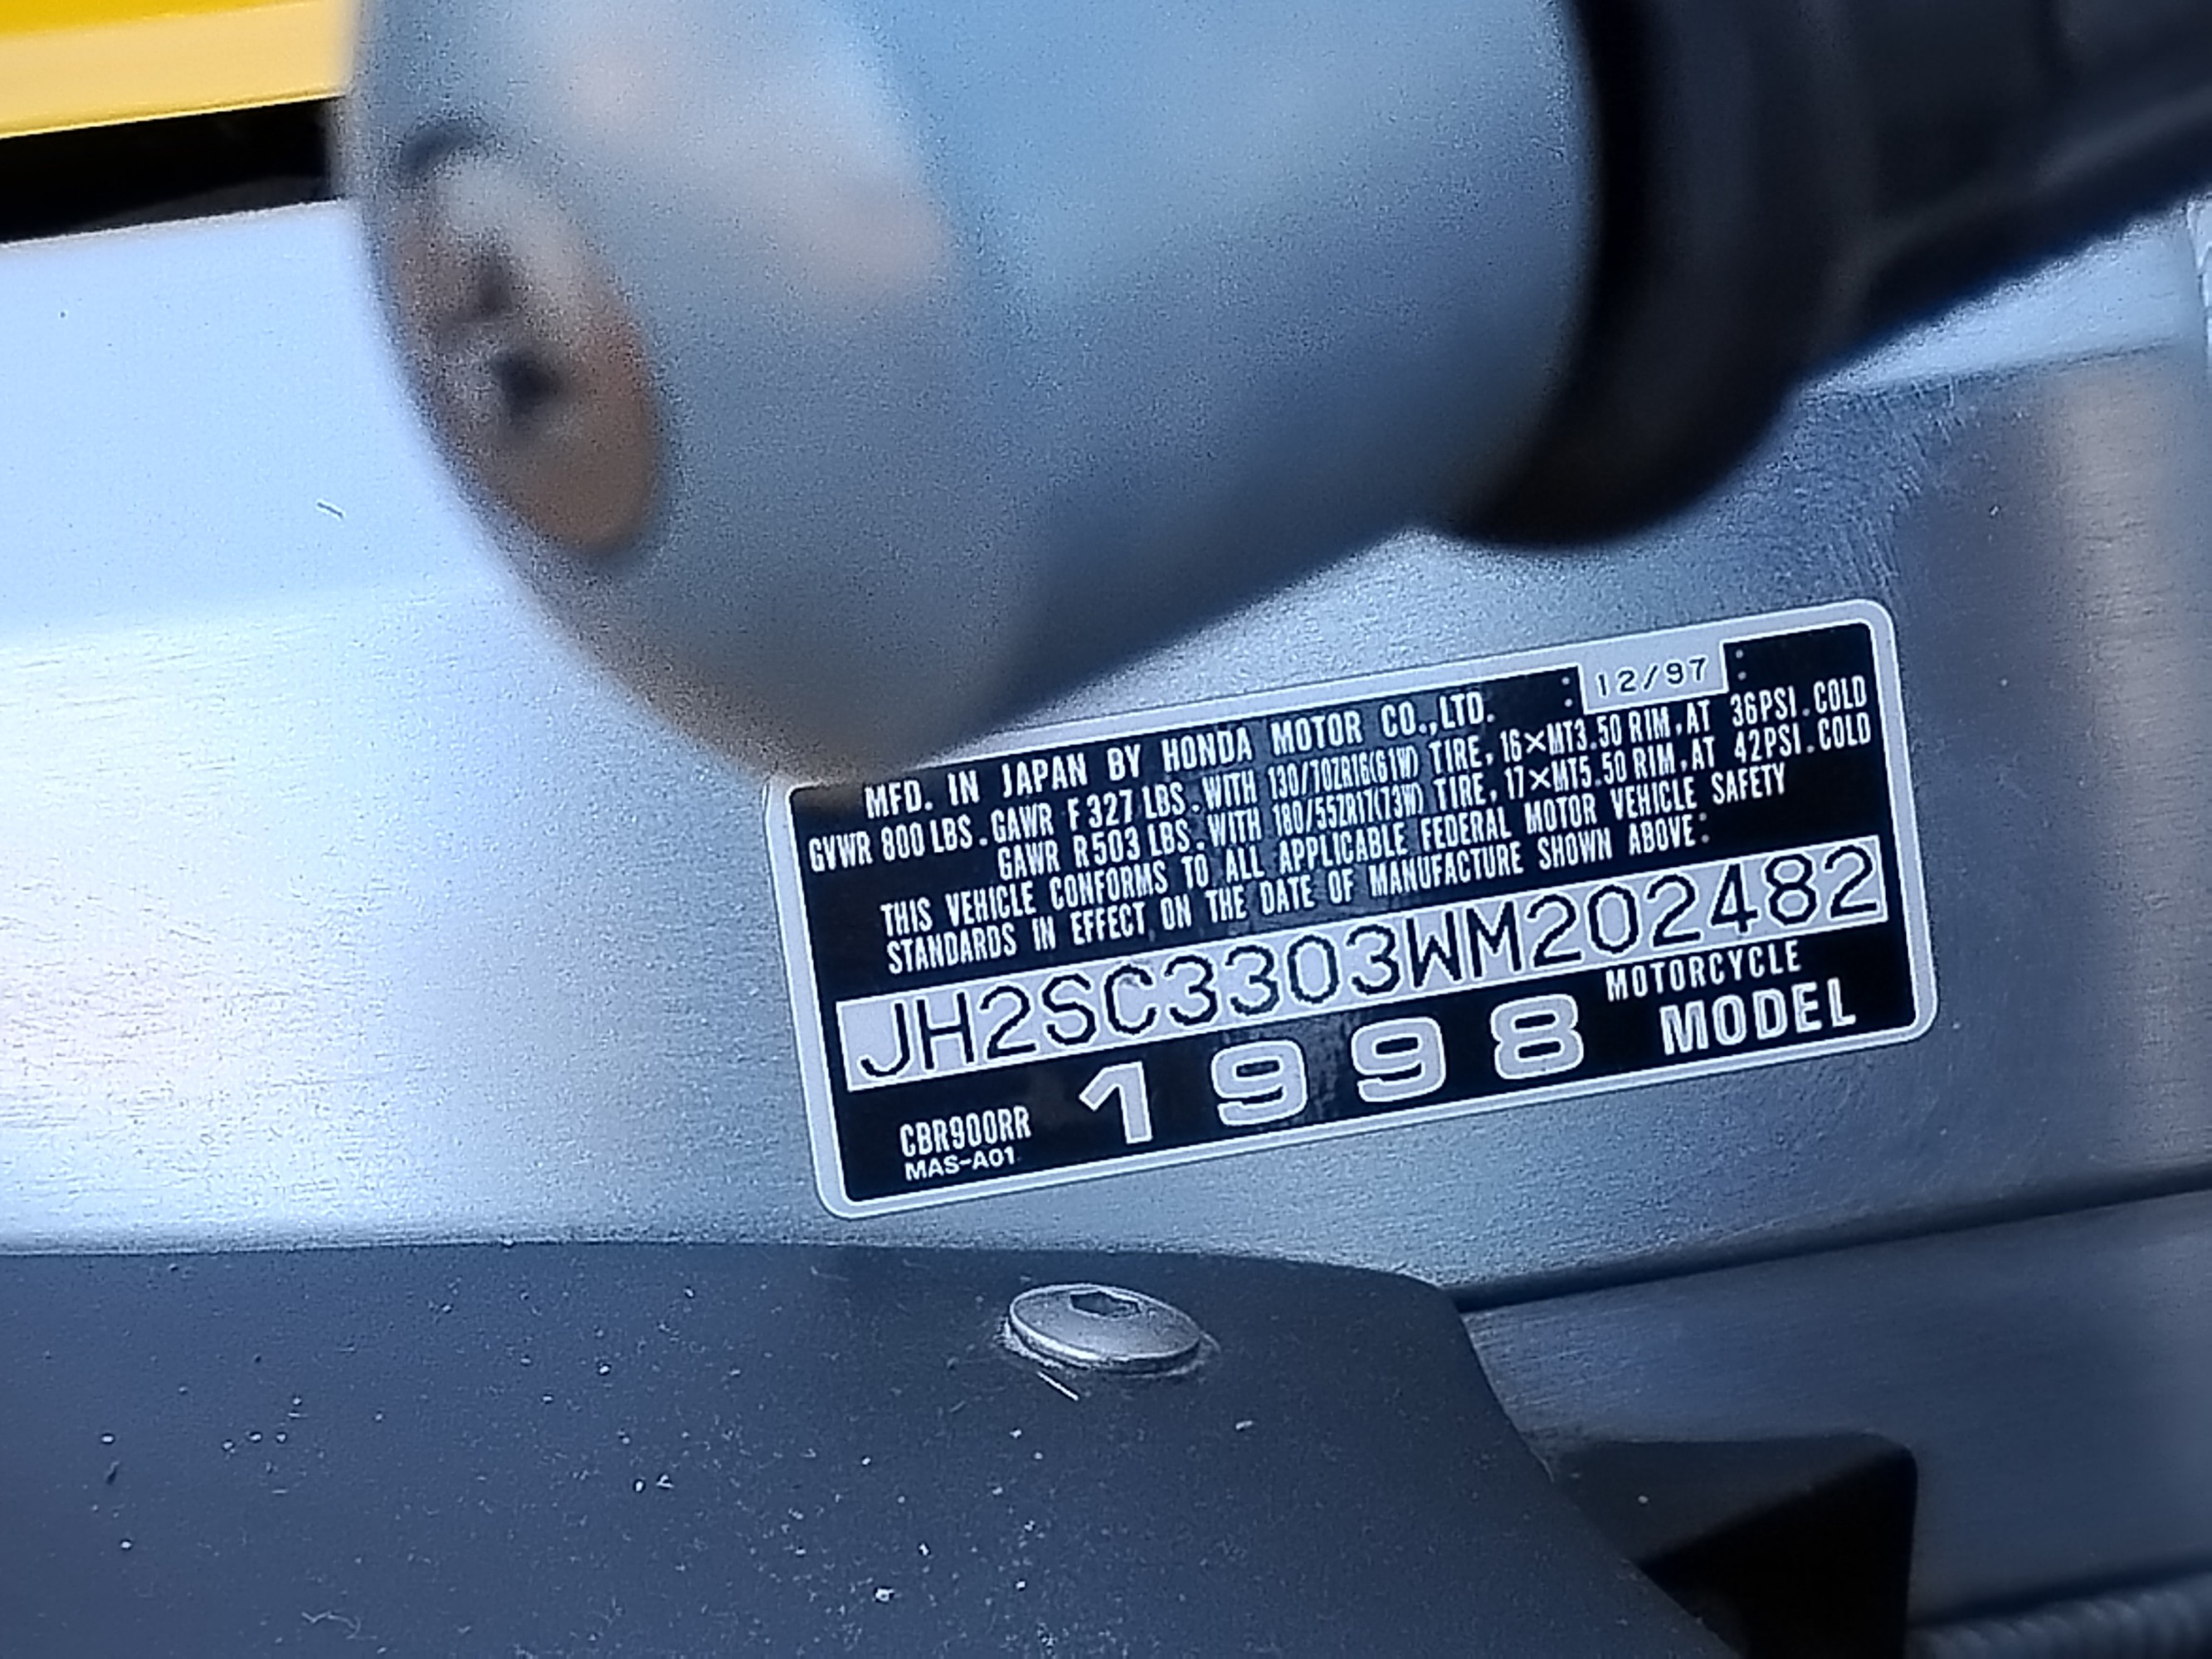 12/97
MFD. IN JAPAN BY HONDA MOTOR CO.,LTD.
GVWR 800 LBS. GAWR F 327 LBS. WITH 130/70ZR16(61W) TIRE, 16×MT3.50 RIM, AT 36PSI. COLD
GAWR R 503 LBS. WITH 180/55ZR17(73W) TIRE, 17×MT5.50 RIM, AT 42PSI. COLD
THIS VEHICLE CONFORMS TO ALL APPLICABLE FEDERAL MOTOR VEHICLE SAFETY
STANDARDS IN EFFECT ON THE DATE OF MANUFACTURE SHOWN ABOVE:
JH2SC3303WM202482
MOTORCYCLE
CBR900RR 1998 MODEL
MAS-A01